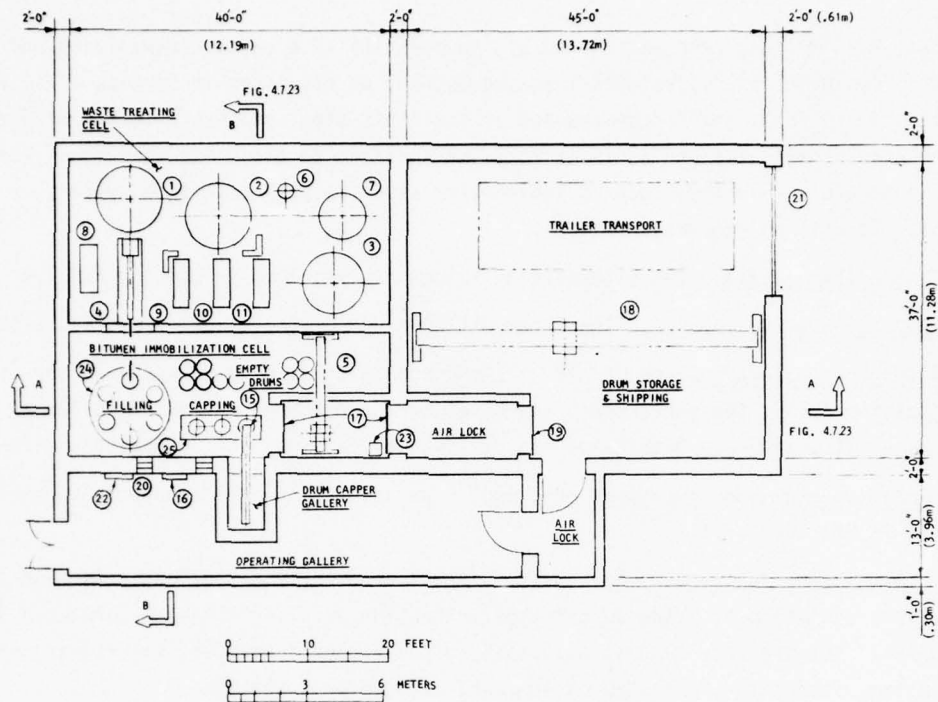 2'-0" 40'-0" 2'-0" 45'-0" 2'-0" (.61m)
(12.19m) (13.72m)
FIG. 4.7.23
B
WASTE TREATING
CELL
2'-0"
1 2 6 7
21
TRAILER TRANSPORT
3
8
37'-0"
(11.28m)
18
4 9 10 11
BITUMEN IMMOBILIZATION CELL
5
24
EMPTY
DRUMS
A
FILLING CAPPING 15
DRUM STORAGE
& SHIPPING
A
17
AIR LOCK
19
FIG. 4.7.23
25
23
2'-0"
22 20 16
DRUM CAPPER
GALLERY
AIR
LOCK
13'-0"
(3.96m)
OPERATING GALLERY
B
1'-0"
(.30m)
0 10 20 FEET
0 3 6 METERS